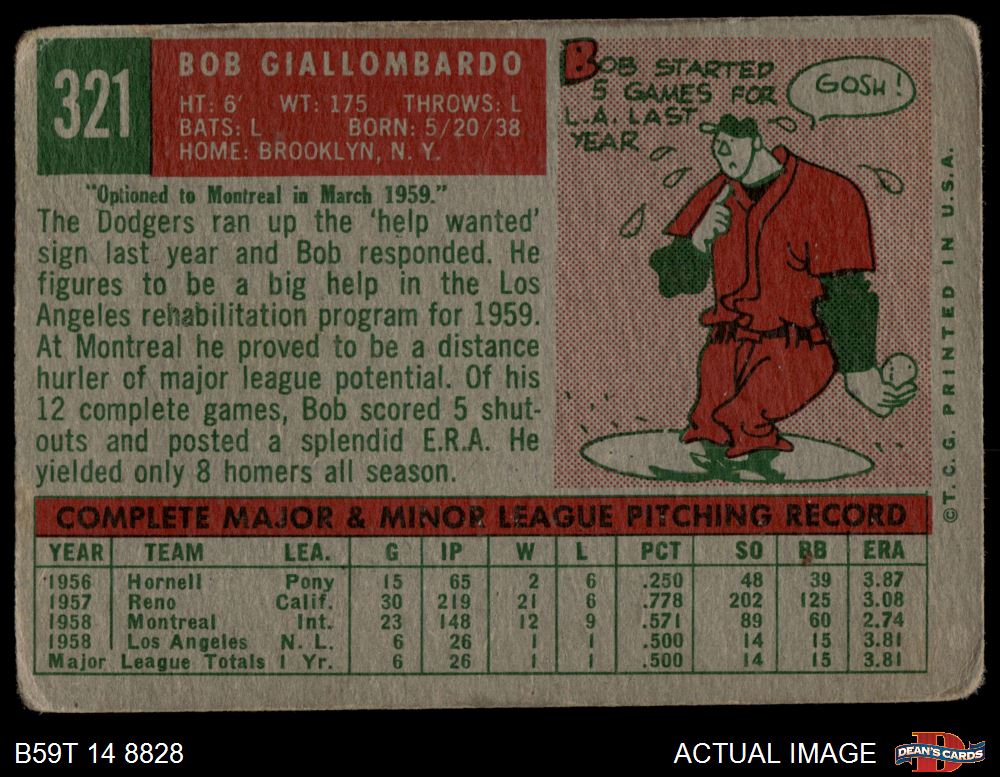 321
BOB GIALLOMBARDO
HT: 6' WT: 175 THROWS: L
BATS: L BORN: 5/20/38
HOME: BROOKLYN, N. Y.
"Optioned to Montreal in March 1959."
The Dodgers ran up the 'help wanted'
sign last year and Bob responded. He
figures to be a big help in the Los
Angeles rehabilitation program for 1959.
At Montreal he proved to be a distance
hurler of major league potential. Of his
12 complete games, Bob scored 5 shut-
outs and posted a splendid E.R.A. He
yielded only 8 homers all season.
BOB STARTED
5 GAMES FOR
L.A. LAST
YEAR
GOSH!
©T. C. G. PRINTED IN U.S.A.
COMPLETE MAJOR & MINOR LEAGUE PITCHING RECORD
YEAR TEAM LEA. G IP W L PCT SO BB ERA
1956 Hornell Pony 15 65 2 6 .250 48 39 3.87
1957 Reno Calif. 30 219 21 6 .778 202 125 3.08
1958 Montreal Int. 23 148 12 9 .571 89 60 2.74
1958 Los Angeles N. L. 6 26 1 1 .500 14 15 3.81
Major League Totals 1 Yr. 6 26 1 1 .500 14 15 3.81
B59T 14 8828
ACTUAL IMAGE
D
DEAN'S CARDS